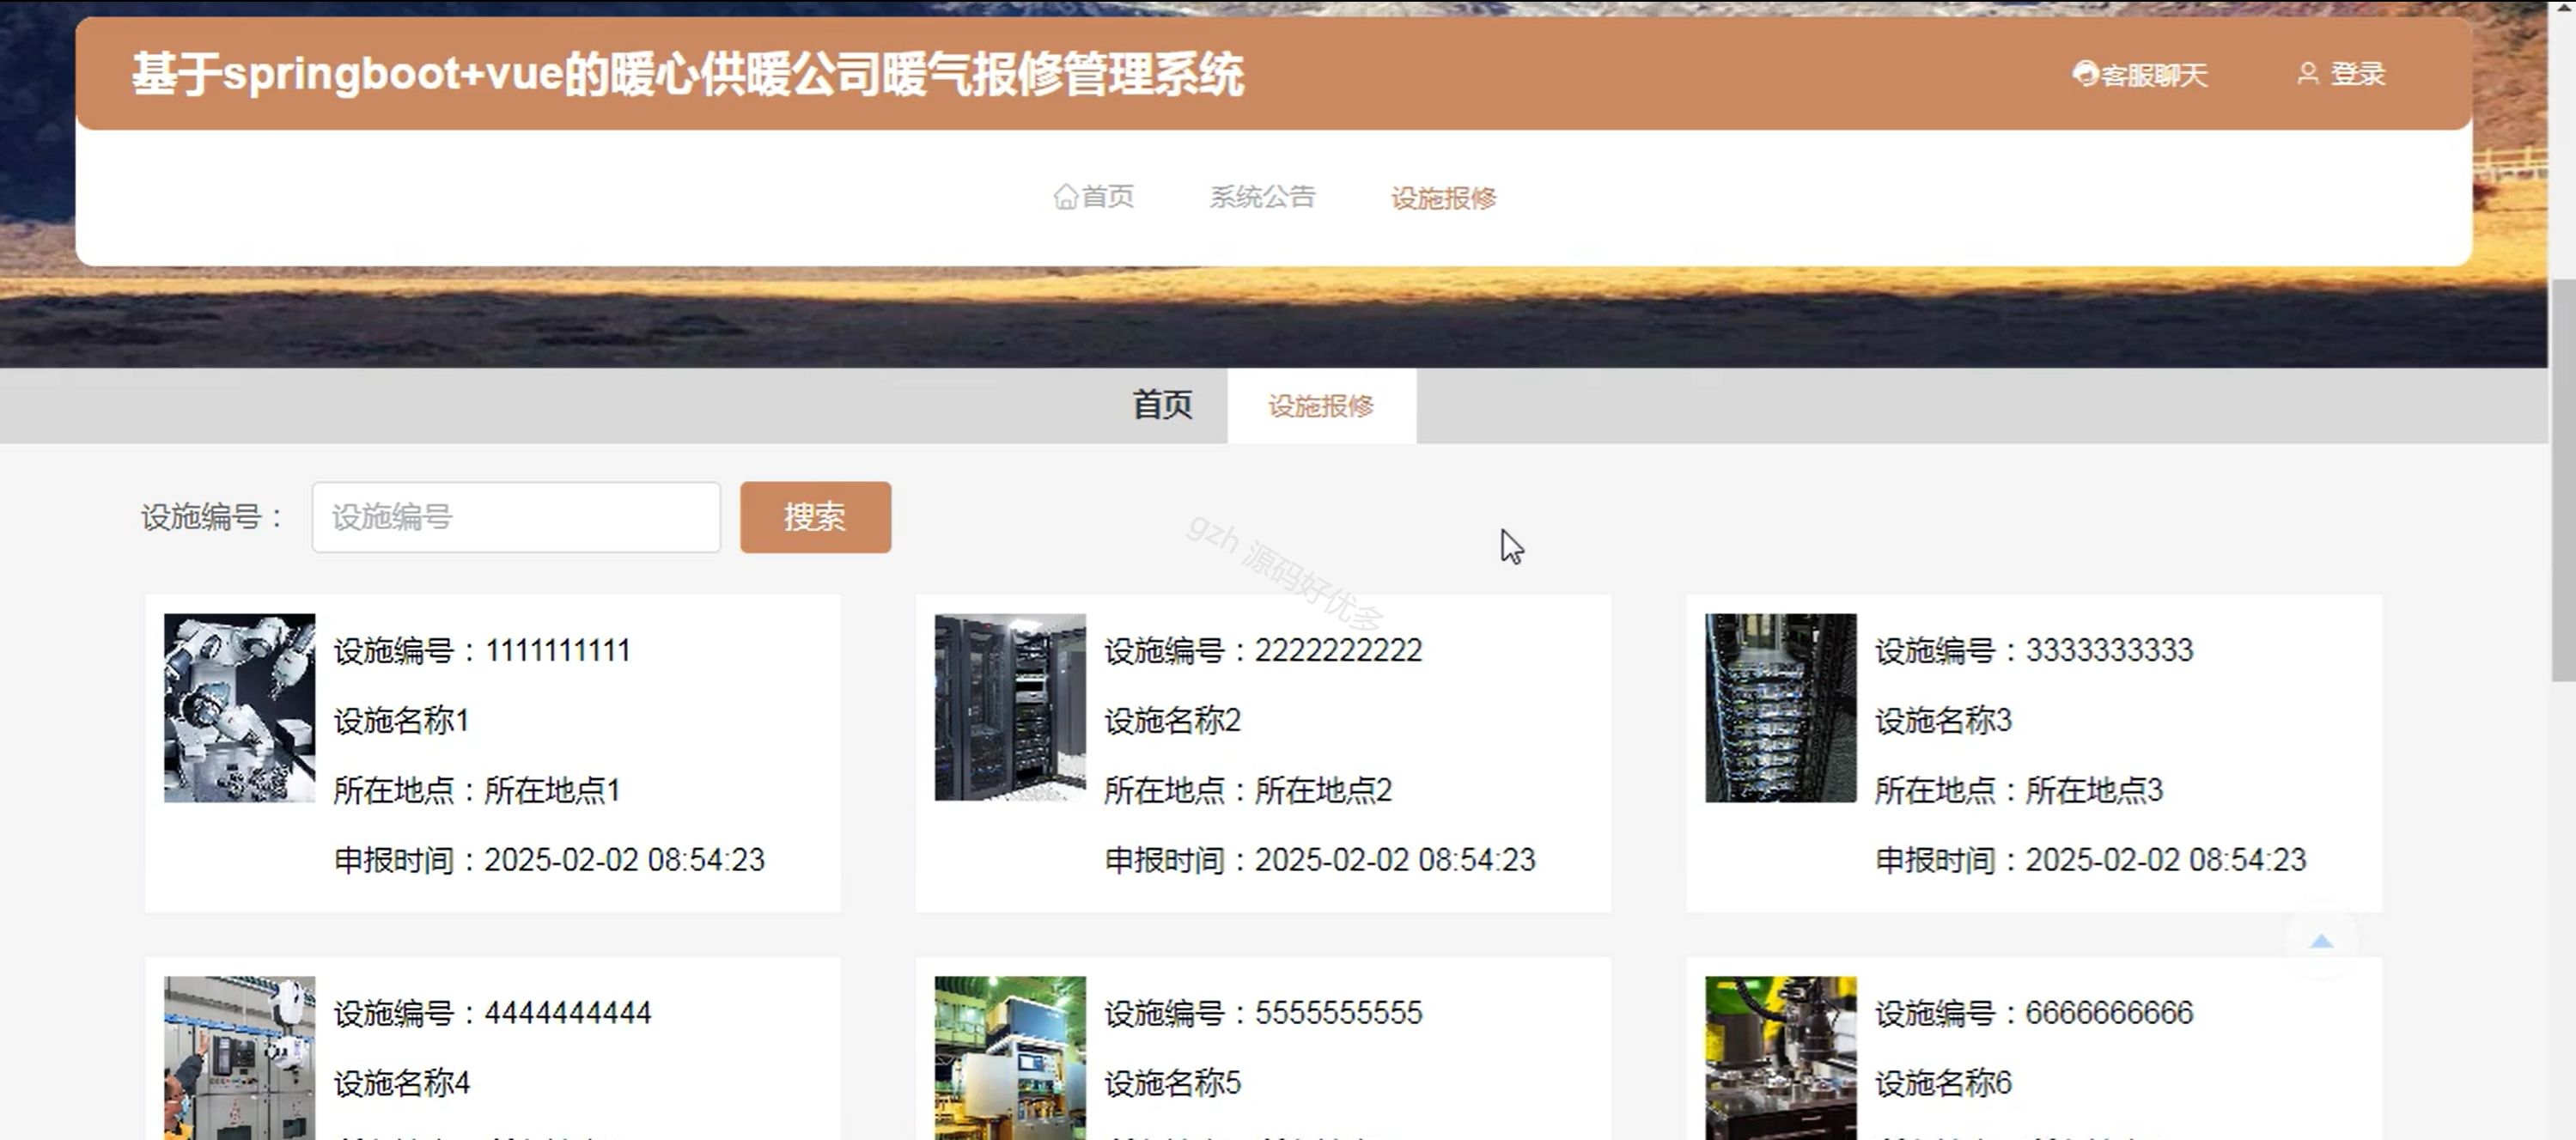 基于springboot+vue的暖心供暖公司暖气报修管理系统
客服聊天
登录
首页
系统公告
设施报修
首页
设施报修
设施编号：
设施编号
搜索
gzh 源码好优多
设施编号：1111111111
设施名称1
所在地点：所在地点1
申报时间：2025-02-02 08:54:23
设施编号：2222222222
设施名称2
所在地点：所在地点2
申报时间：2025-02-02 08:54:23
设施编号：3333333333
设施名称3
所在地点：所在地点3
申报时间：2025-02-02 08:54:23
设施编号：4444444444
设施名称4
设施编号：5555555555
设施名称5
设施编号：6666666666
设施名称6